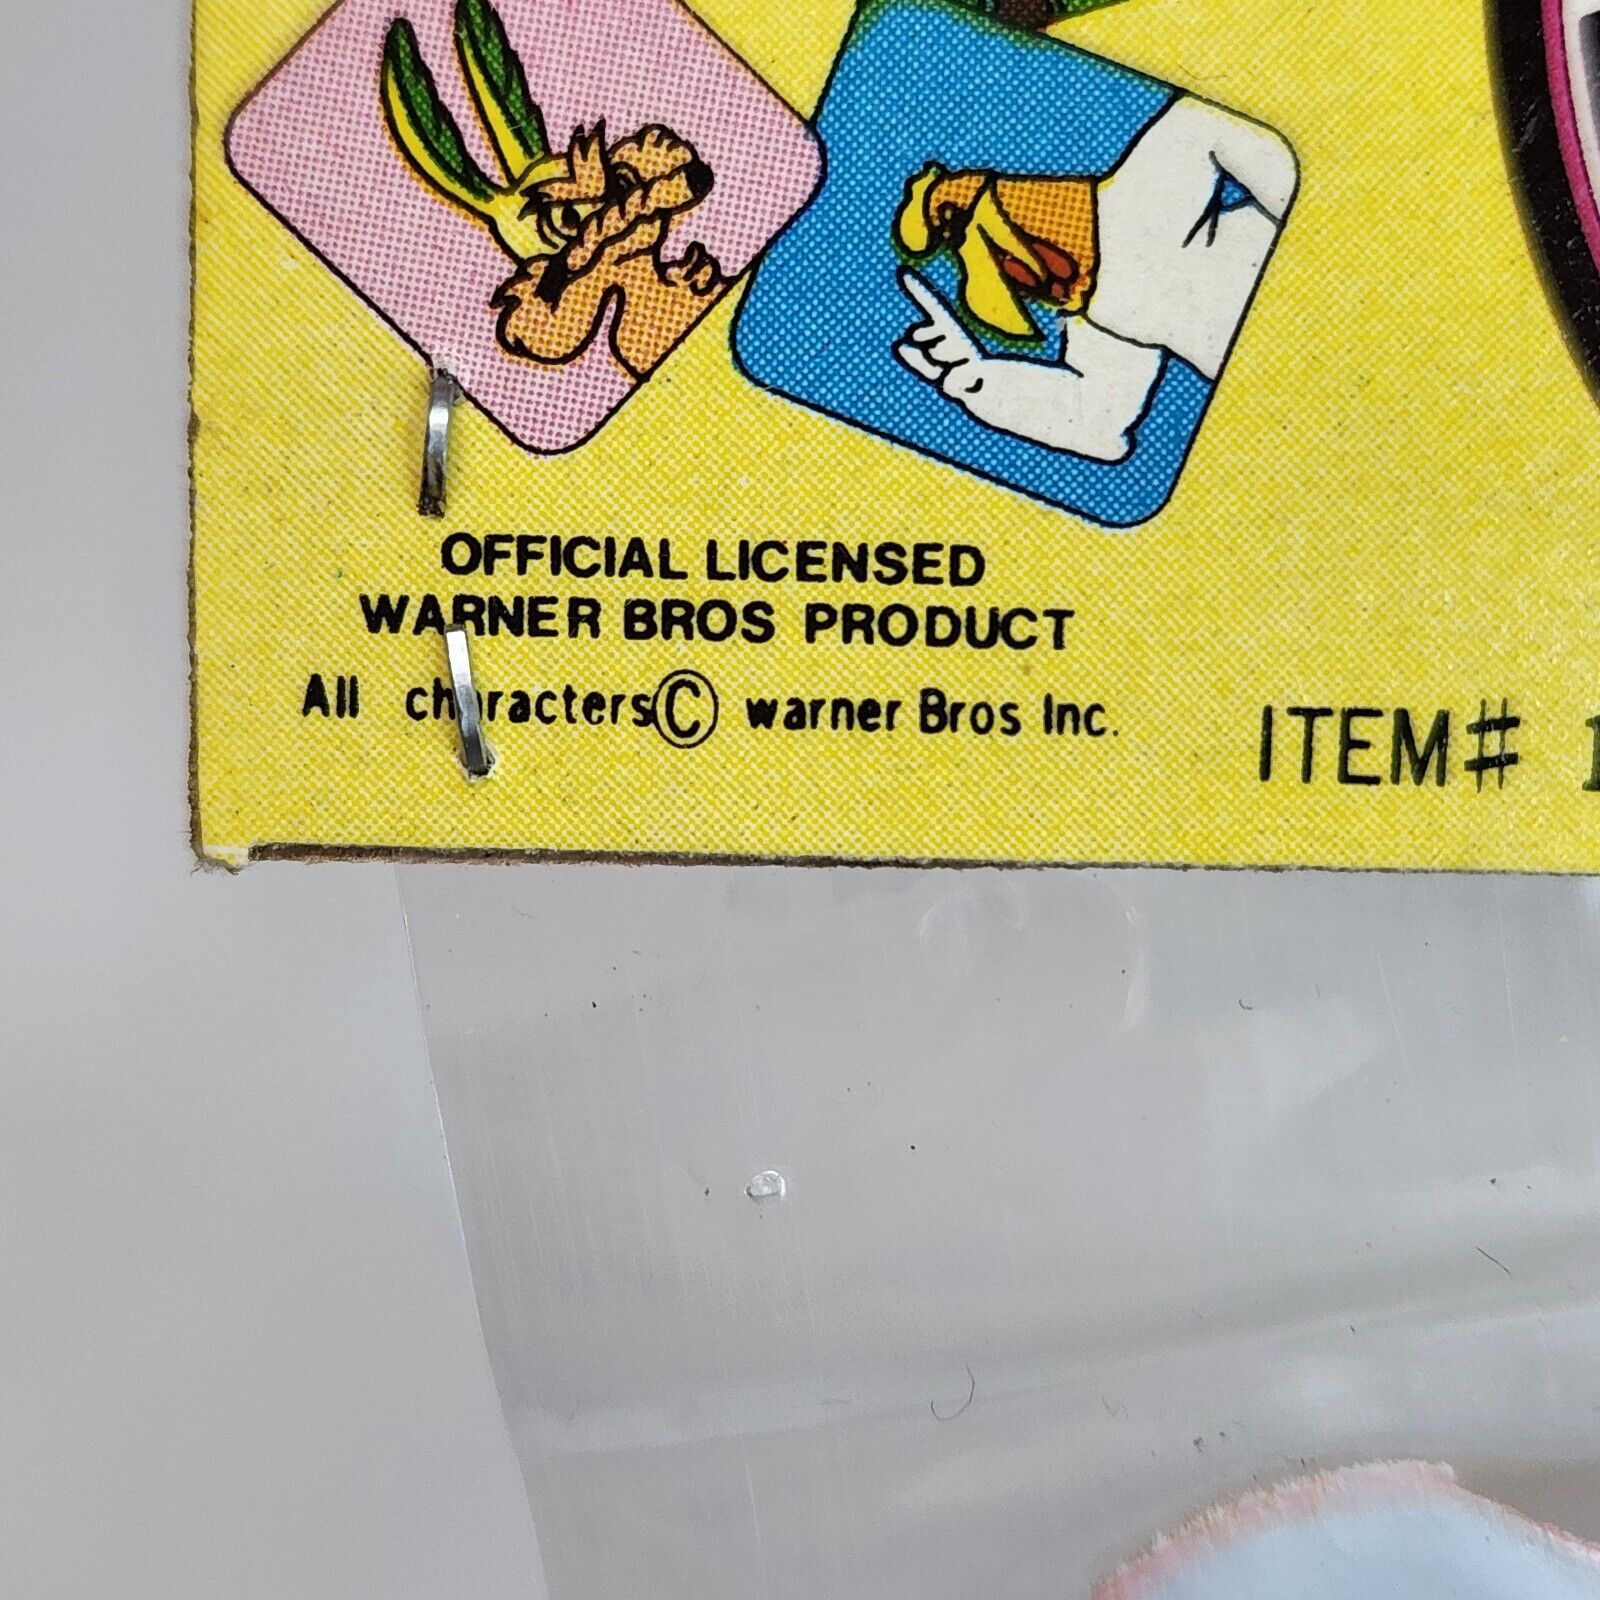 OFFICIAL LICENSED
WARNER BROS PRODUCT
All characters © warner Bros Inc.
ITEM#